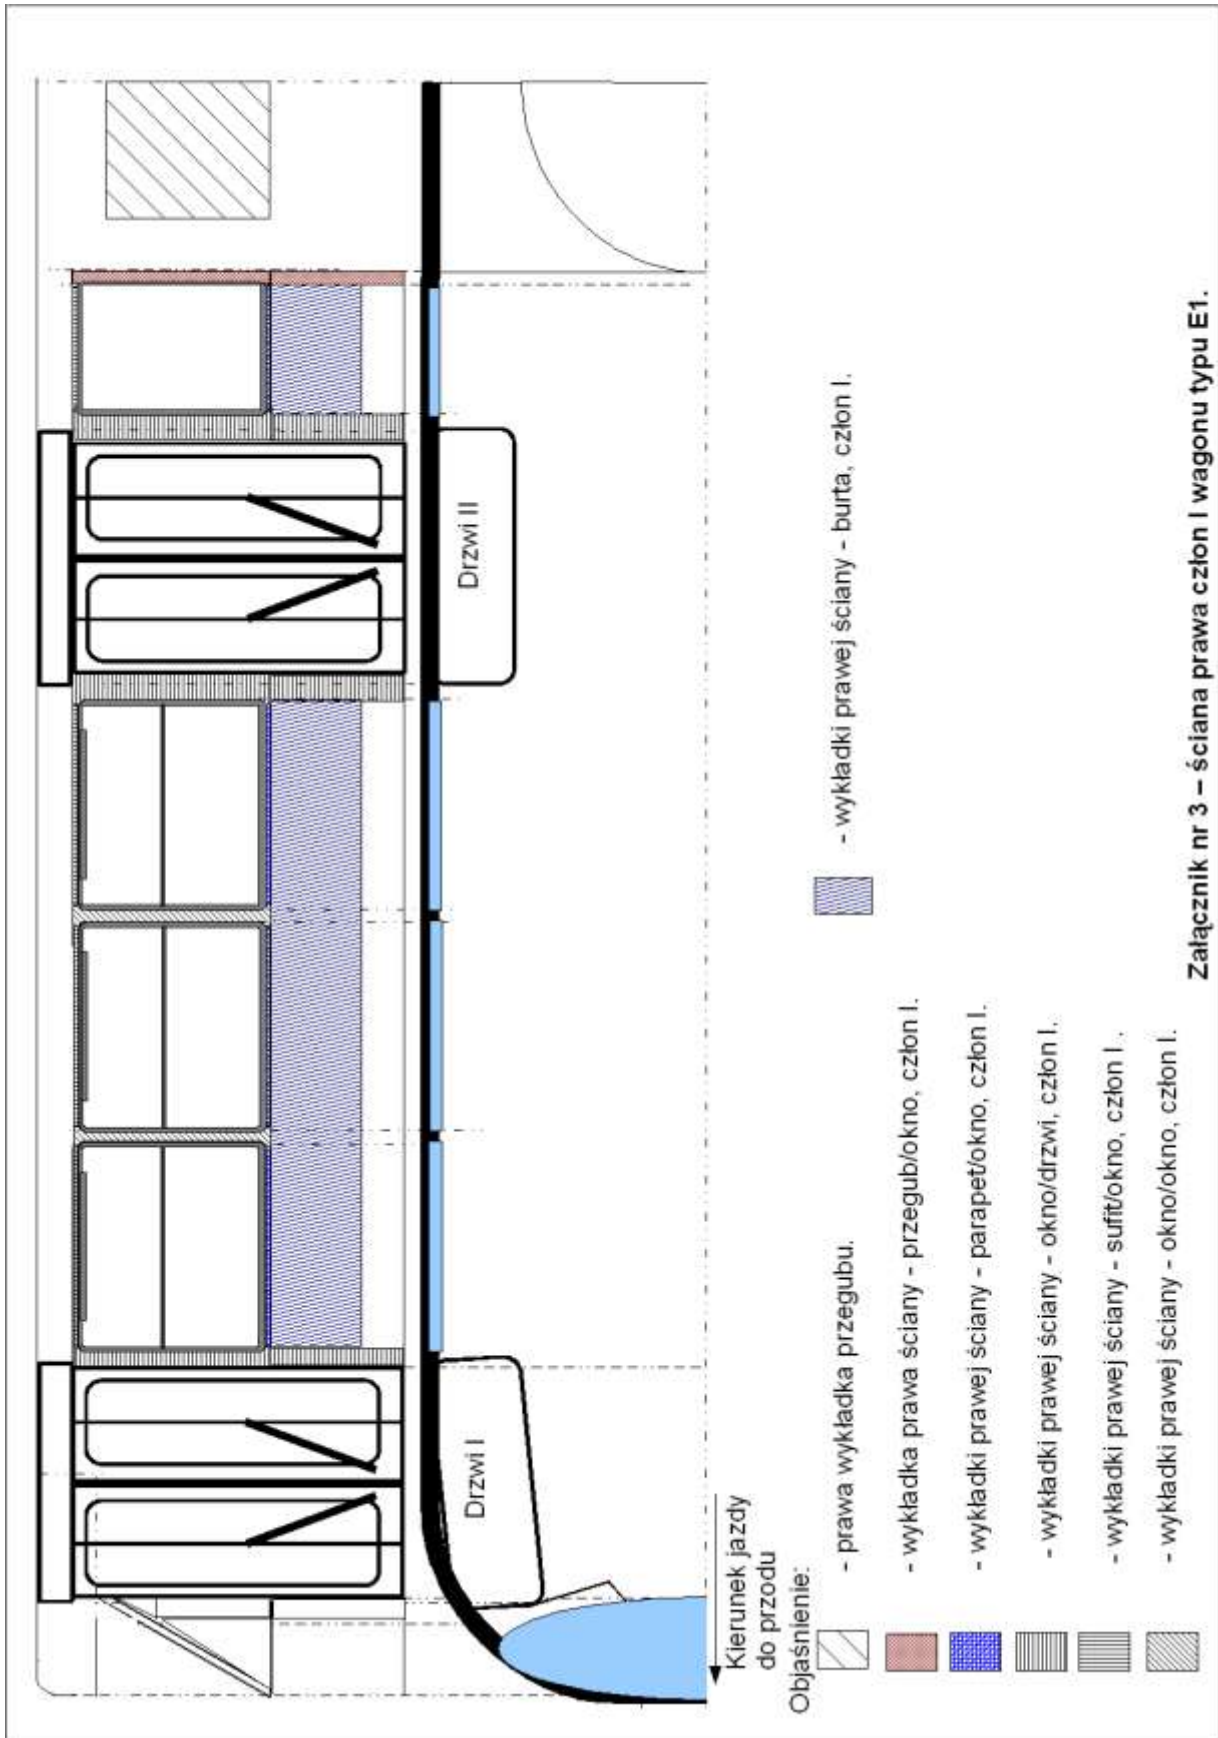 Drzwi I
Drzwi II
Kierunek jazdy
do przodu
Objaśnienie:
- prawa wykładka przegubu.
- wykładka prawa ściany - przegub/okno, człon I.
- wykładki prawej ściany - parapet/okno, człon I.
- wykładki prawej ściany - okno/drzwi, człon I.
- wykładki prawej ściany - sufit/okno, człon I .
- wykładki prawej ściany - okno/okno, człon I.
- wykładki prawej ściany - burta, człon I.
Załącznik nr 3 – ściana prawa człon I wagonu typu E1.